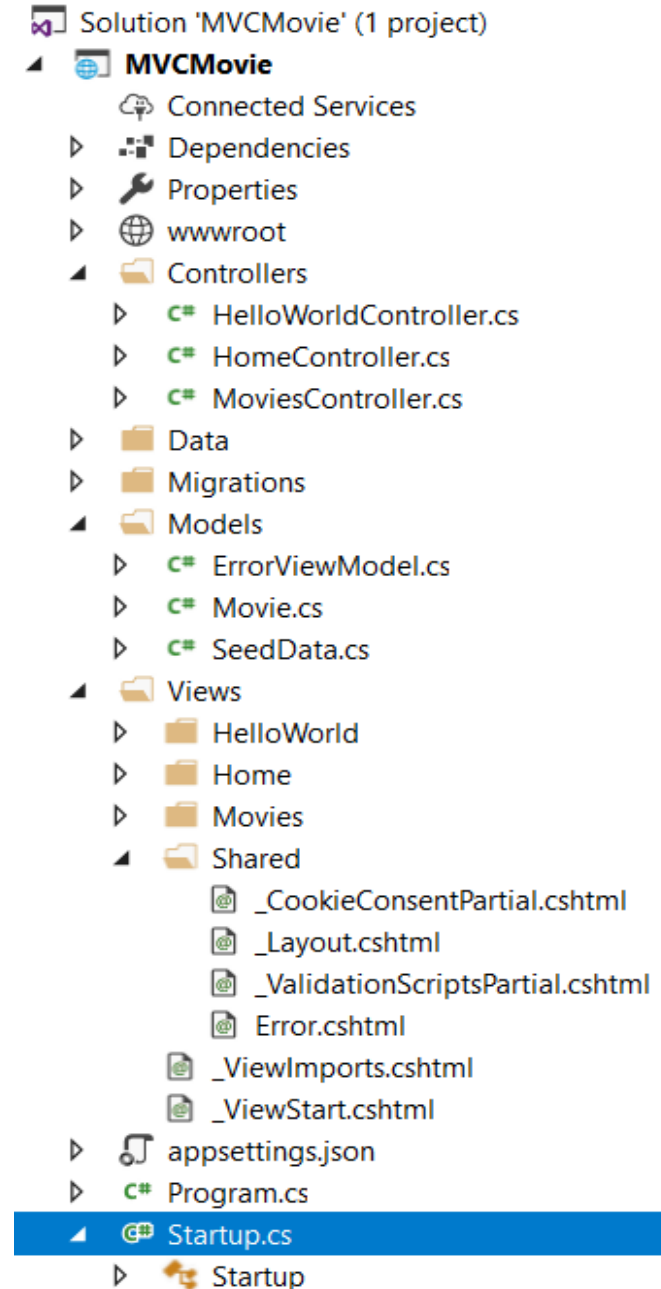 Solution 'MVCMovie' (1 project)
MVCMovie
Connected Services
Dependencies
Properties
wwwroot
Controllers
C# HelloWorldController.cs
C# HomeController.cs
C# MoviesController.cs
Data
Migrations
Models
C# ErrorViewModel.cs
C# Movie.cs
C# SeedData.cs
Views
HelloWorld
Home
Movies
Shared
@ _CookieConsentPartial.cshtml
@ _Layout.cshtml
@ _ValidationScriptsPartial.cshtml
@ Error.cshtml
@ _ViewImports.cshtml
@ _ViewStart.cshtml
appsettings.json
C# Program.cs
C# Startup.cs
Startup